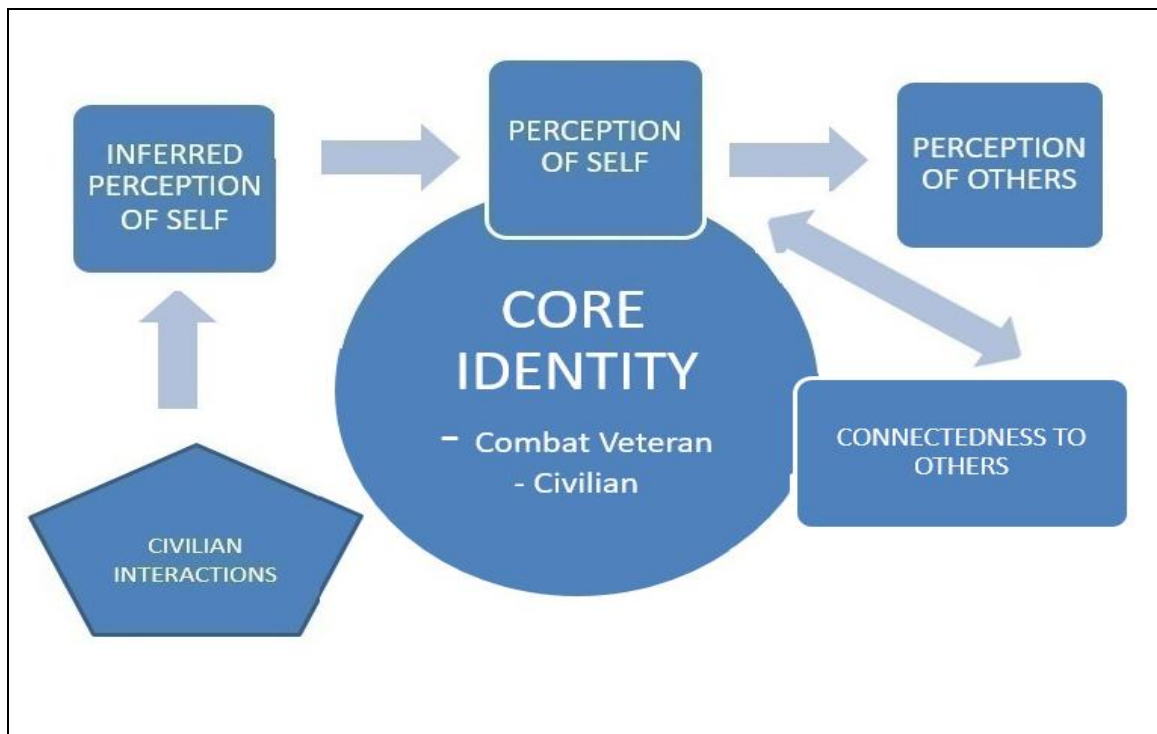 INFERRED
PERCEPTION
OF SELF
PERCEPTION
OF SELF
PERCEPTION
OF OTHERS
CORE
IDENTITY
- Combat Veteran
- Civilian
CONNECTEDNESS TO
OTHERS
CIVILIAN
INTERACTIONS